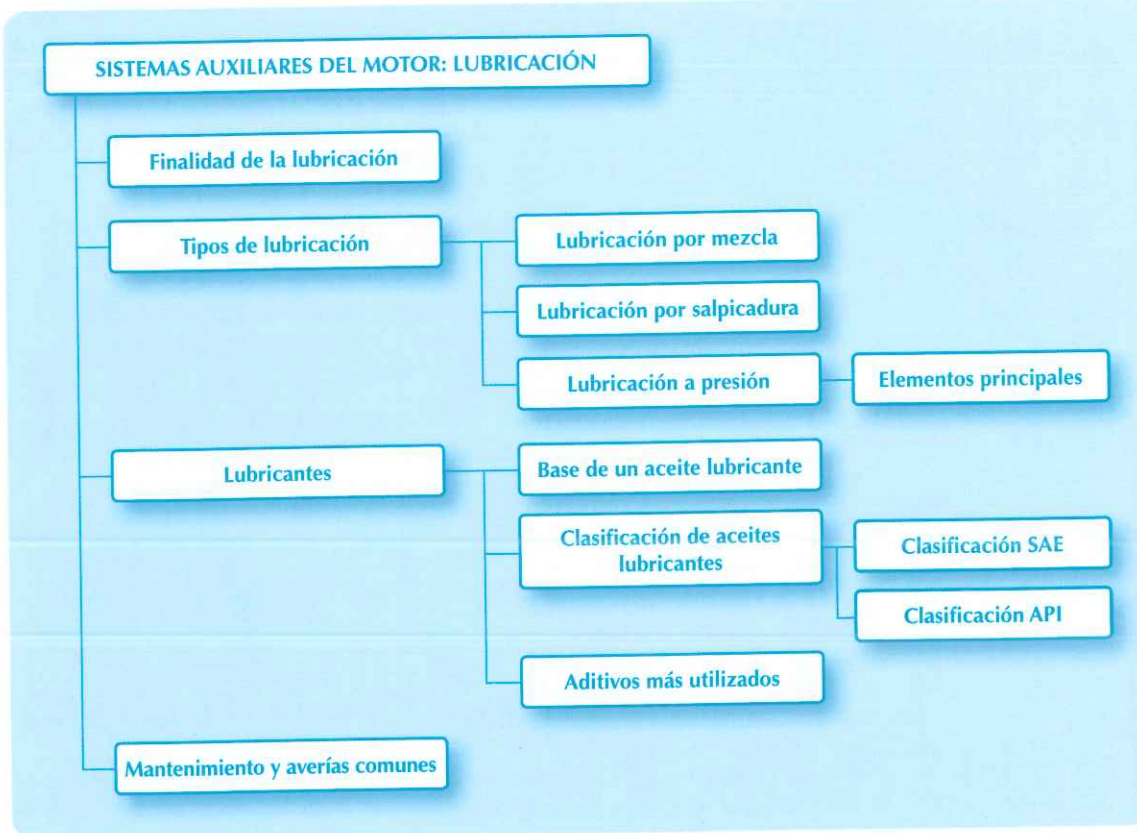 SISTEMAS AUXILIARES DEL MOTOR: LUBRICACIÓN
Finalidad de la lubricación
Tipos de lubricación
Lubricación por mezcla
Lubricación por salpicadura
Lubricación a presión
Elementos principales
Lubricantes
Base de un aceite lubricante
Clasificación de aceites
lubricantes
Clasificación SAE
Clasificación API
Aditivos más utilizados
Mantenimiento y averías comunes